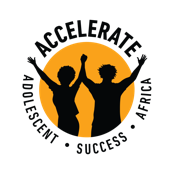 ACCELERATE
ADOLESCENT • SUCCESS • AFRICA